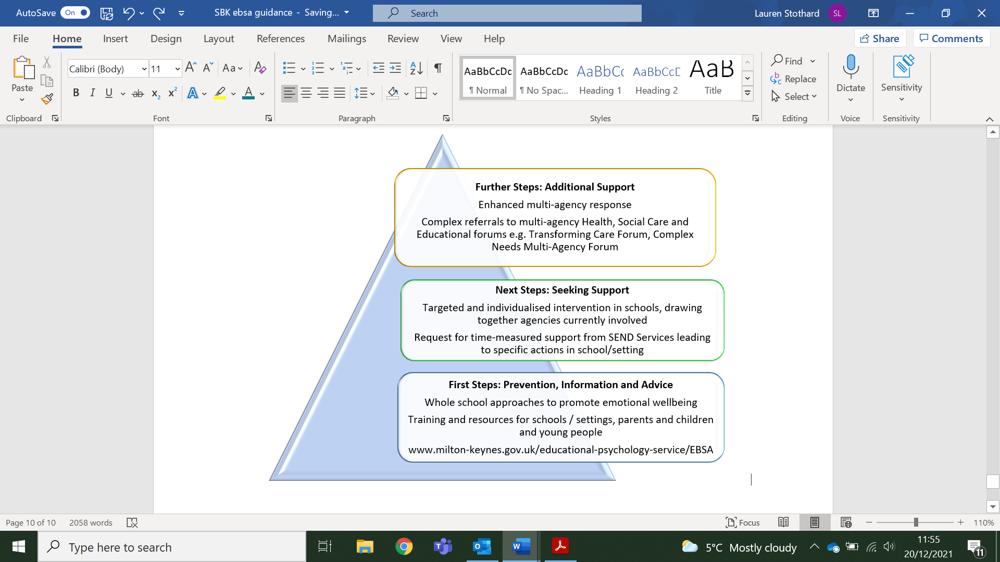 AutoSave On
SBK ebsa guidance - Saving...
Search
Lauren Stothard SL
File Home Insert Design Layout References Mailings Review View Help
Share Comments
Paste
Calibri (Body) 11
AaBbCcDc AaBbCcDc AaBbCc AaBbCcD AaB
¶ Normal ¶ No Spac... Heading 1 Heading 2 Title
Find
Replace
Select
Dictate
Sensitivity
Clipboard Font Paragraph Styles Editing Voice Sensitivity
Further Steps: Additional Support
Enhanced multi-agency response
Complex referrals to multi-agency Health, Social Care and
Educational forums e.g. Transforming Care Forum, Complex
Needs Multi-Agency Forum
Next Steps: Seeking Support
Targeted and individualised intervention in schools, drawing
together agencies currently involved
Request for time-measured support from SEND Services leading
to specific actions in school/setting
First Steps: Prevention, Information and Advice
Whole school approaches to promote emotional wellbeing
Training and resources for schools / settings, parents and children
and young people
www.milton-keynes.gov.uk/educational-psychology-service/EBSA
Page 10 of 10 2058 words
Focus
110%
Type here to search
5°C Mostly cloudy
11:55
20/12/2021
11